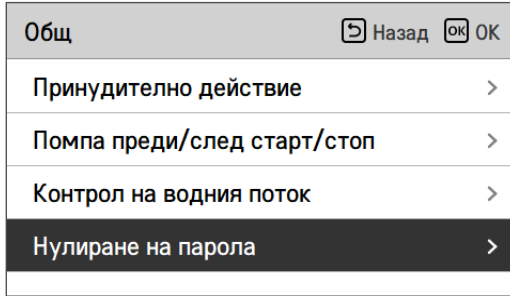 Общ Назад OK OK
Принудително действие
Помпа преди/след старт/стоп
Контрол на водния поток
Нулиране на парола